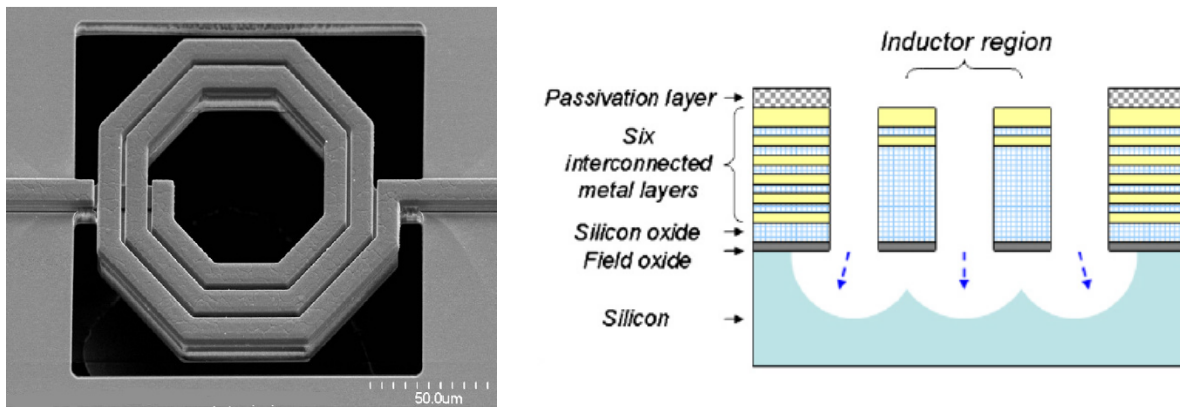 50.0um
Inductor region
Passivation layer
Six
interconnected
metal layers
Silicon oxide
Field oxide
Silicon